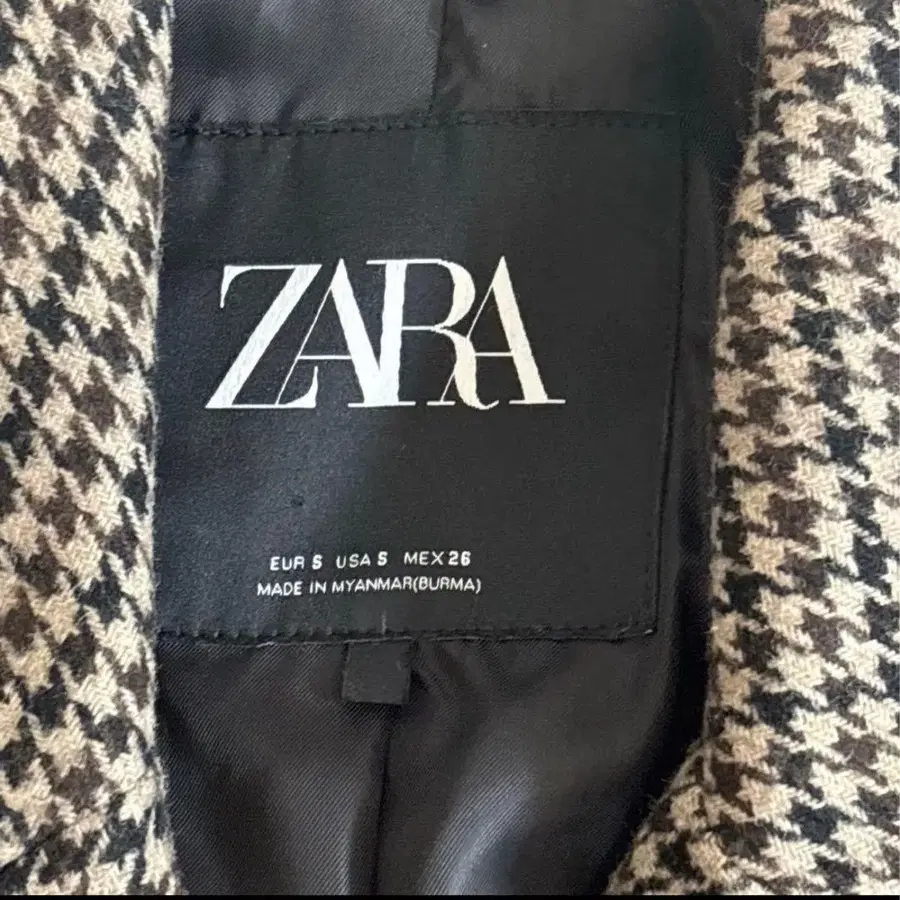 ZARA
EUR S USA S MEX 26
MADE IN MYANMAR(BURMA)